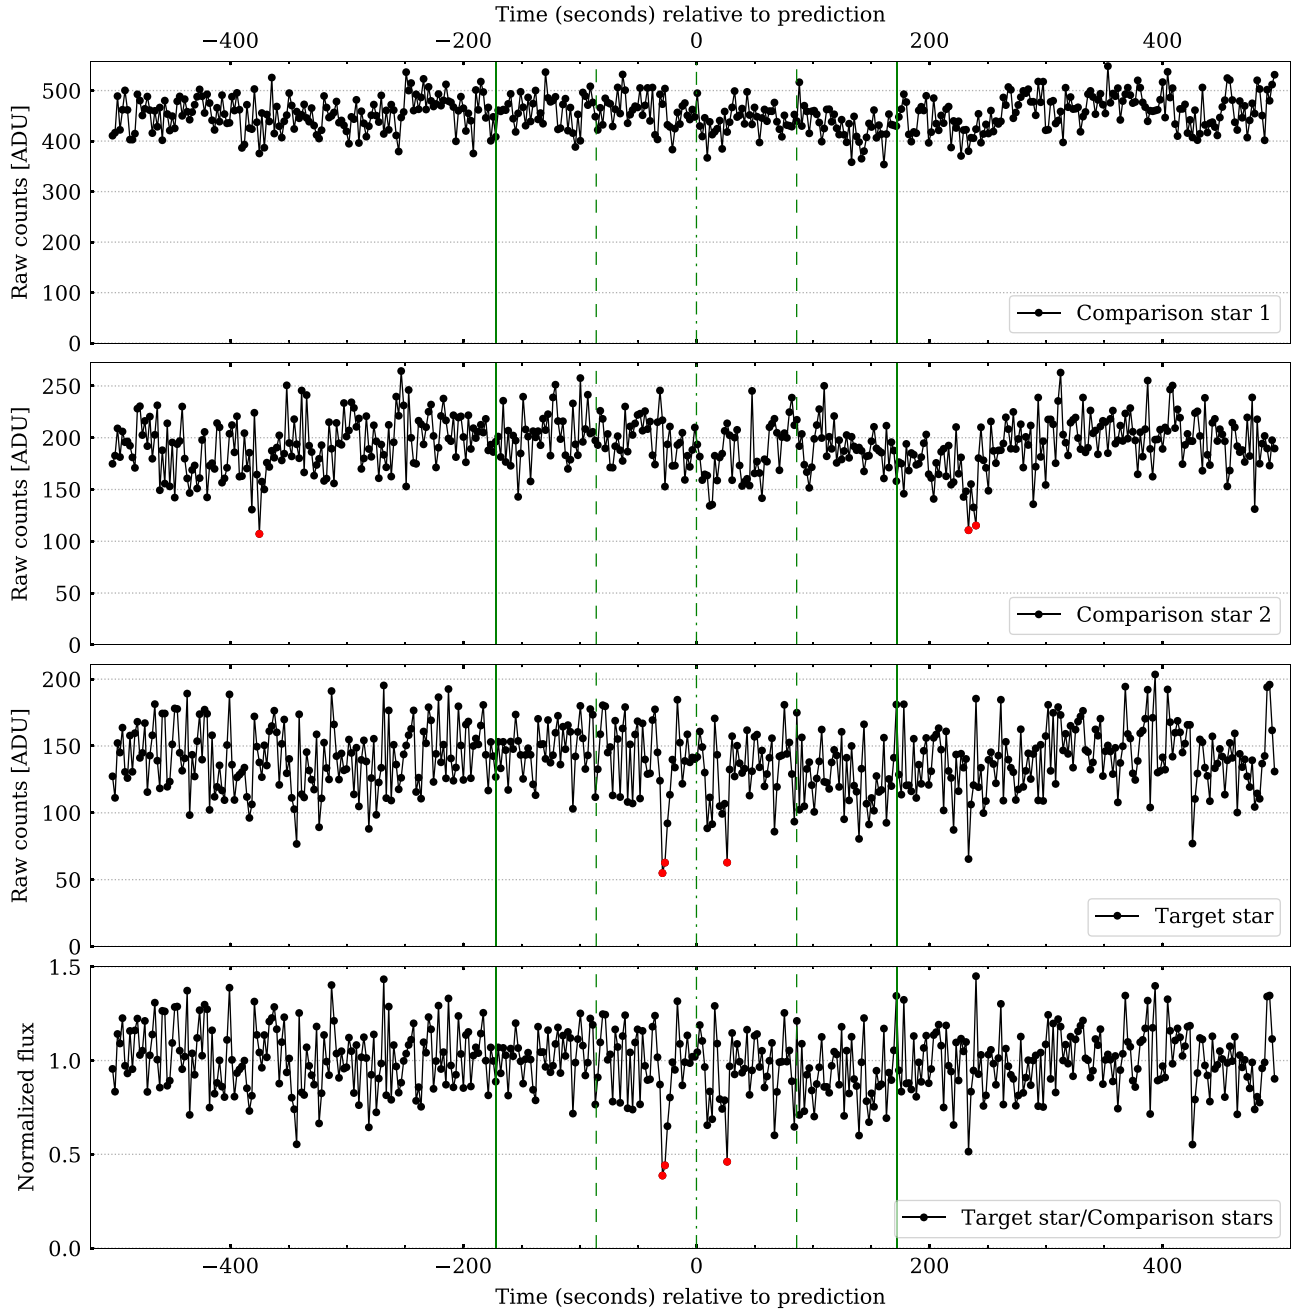 Time (seconds) relative to prediction
−400 −200 0 200 400
Raw counts [ADU]
500
400
300
200
100
0
Comparison star 1
Raw counts [ADU]
250
200
150
100
50
0
Comparison star 2
Raw counts [ADU]
200
150
100
50
0
Target star
Normalized flux
1.5
1.0
0.5
0.0
Target star/Comparison stars
−400 −200 0 200 400
Time (seconds) relative to prediction